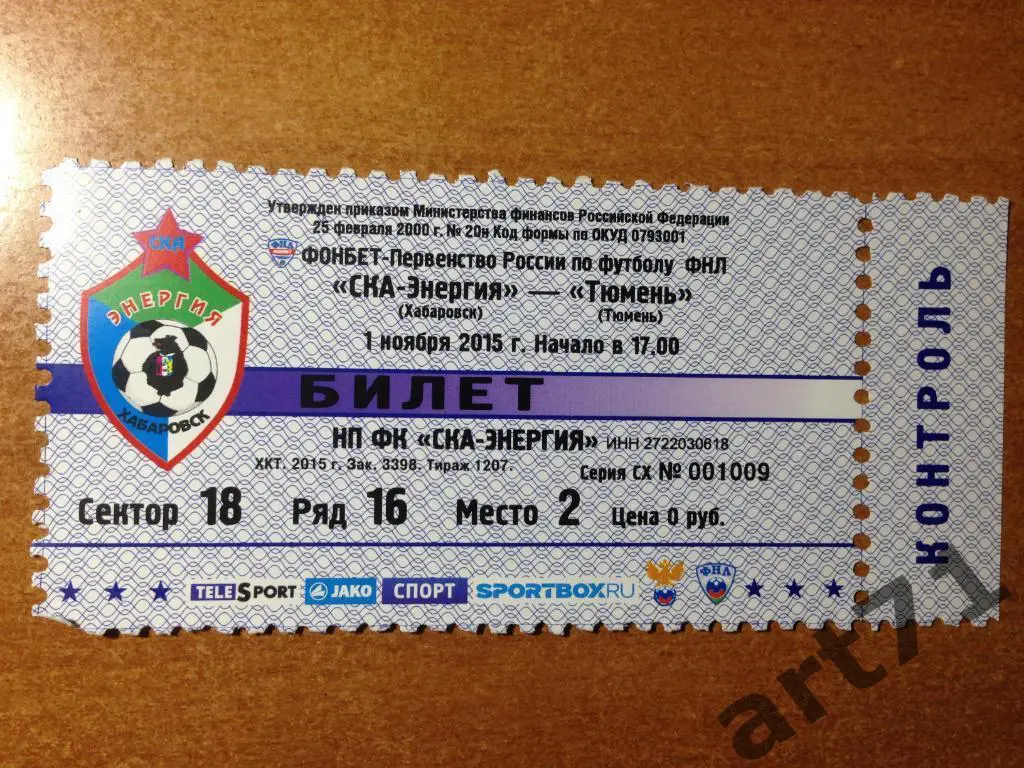 Утвержден приказом Министерства финансов Российской Федерации
25 февраля 2000 г. № 20н Код формы по ОКУД 0793001
ФНЛ
ФОНБЕТ-Первенство России по футболу ФНЛ
«СКА-Энергия» — «Тюмень»
(Хабаровск) (Тюмень)
1 ноября 2015 г. Начало в 17.00
СКА
ЭНЕРГИЯ
ХАБАРОВСК
БИЛЕТ
НП ФК «СКА-ЭНЕРГИЯ» ИНН 2722030618
ХКТ. 2015 г. Зак. 3398. Тираж 1207.
Серия СХ № 001009
Сектор 18 Ряд 16 Место 2 Цена 0 руб.
TELESPORT JAKO СПОРТ SPORTBOX.RU ФНЛ
КОНТРОЛЬ
art71